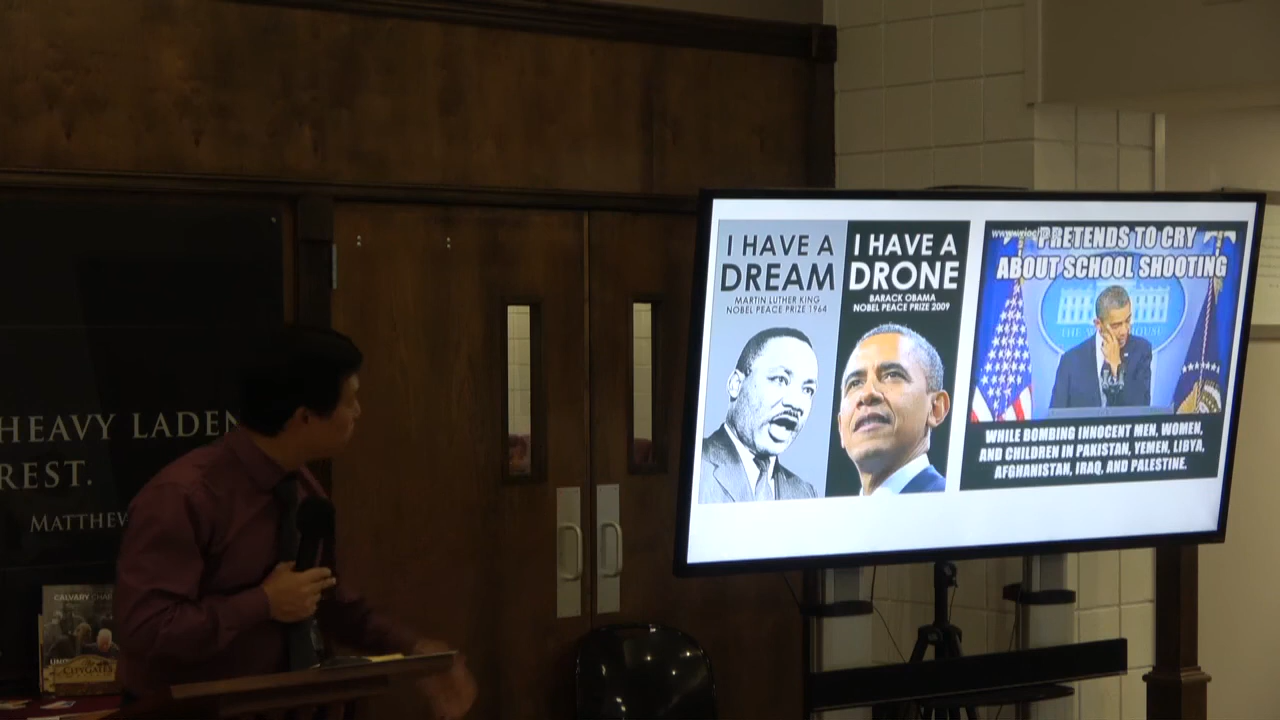 HEAVY LADEN
REST.
MATTHEW
CALVARY
CITYGATES
I HAVE A
DREAM
MARTIN LUTHER KING
NOBEL PEACE PRIZE 1964
I HAVE A
DRONE
BARACK OBAMA
NOBEL PEACE PRIZE 2009
PRETENDS TO CRY
ABOUT SCHOOL SHOOTING
THE W
WHILE BOMBING INNOCENT MEN, WOMEN,
AND CHILDREN IN PAKISTAN, YEMEN, LIBYA,
AFGHANISTAN, IRAQ, AND PALESTINE.